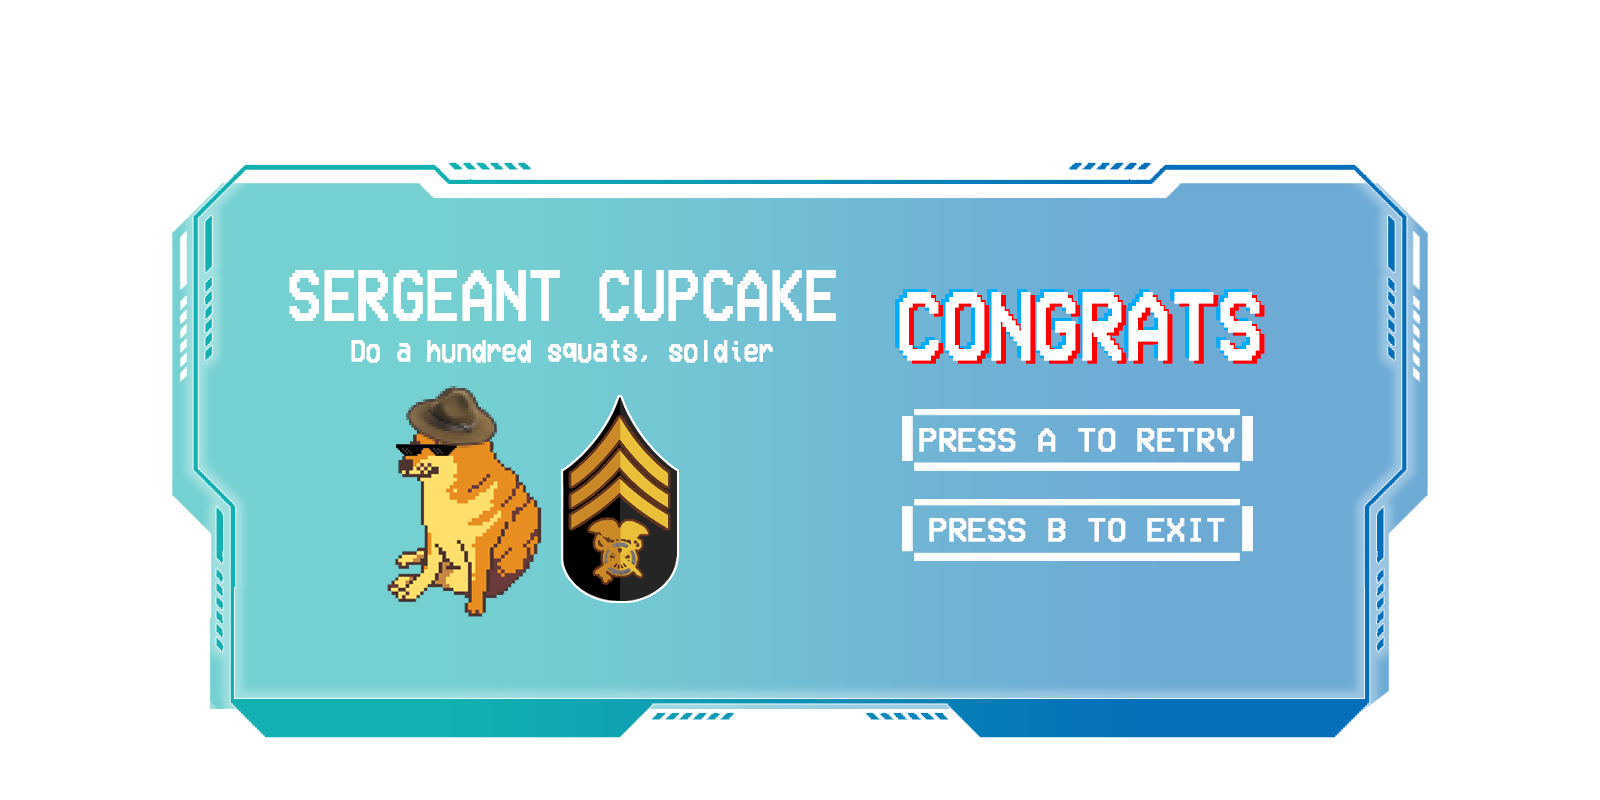 SERGEANT CUPCAKE
Do a hundred squats, soldier
CONGRATS
PRESS A TO RETRY
PRESS B TO EXIT